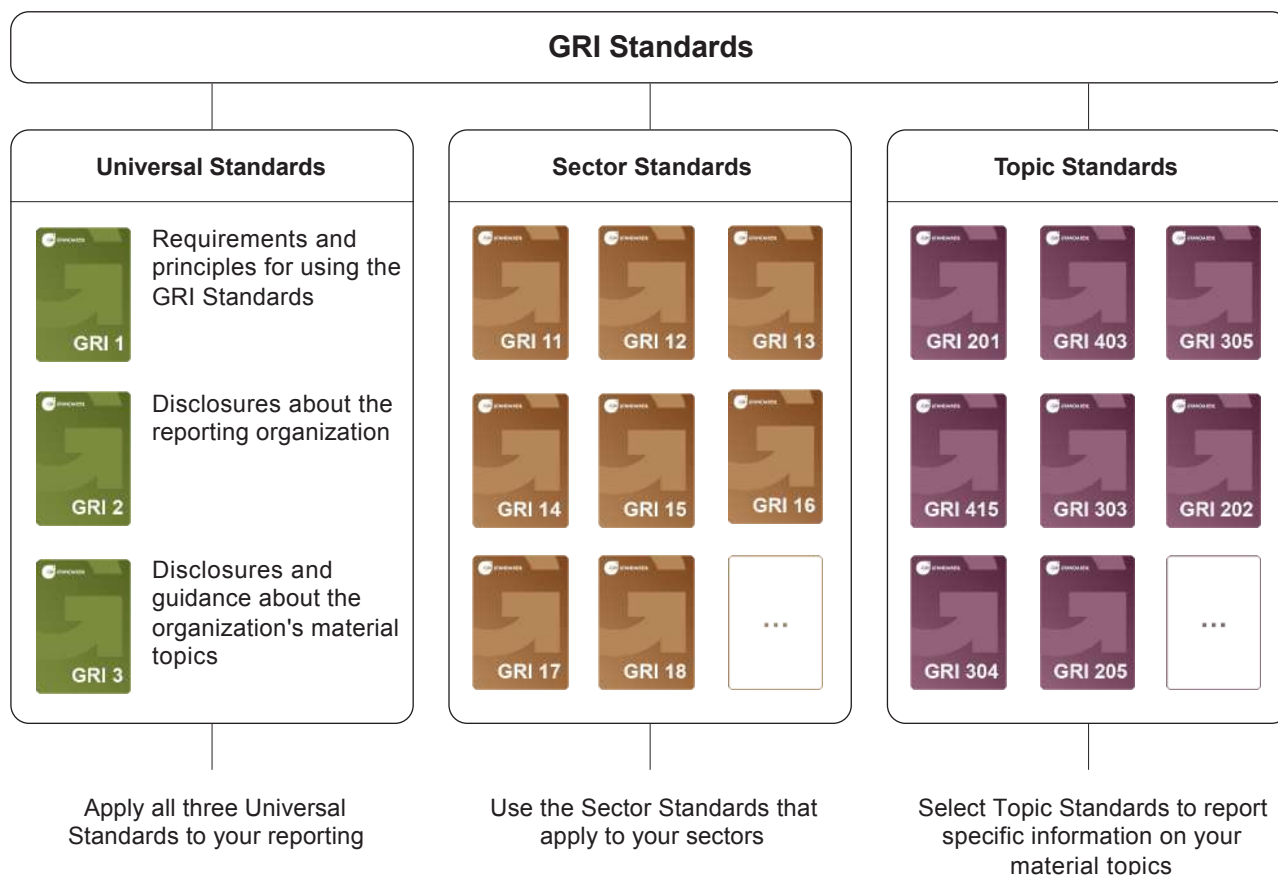 GRI Standards
Universal Standards
GRI 1
Requirements and
principles for using the
GRI Standards
GRI 2
Disclosures about the
reporting organization
GRI 3
Disclosures and
guidance about the
organization's material
topics
Apply all three Universal
Standards to your reporting
Sector Standards
GRI 11
GRI 12
GRI 13
GRI 14
GRI 15
GRI 16
GRI 17
GRI 18
...
Use the Sector Standards that
apply to your sectors
Topic Standards
GRI 201
GRI 403
GRI 305
GRI 415
GRI 303
GRI 202
GRI 304
GRI 205
...
Select Topic Standards to report
specific information on your
material topics